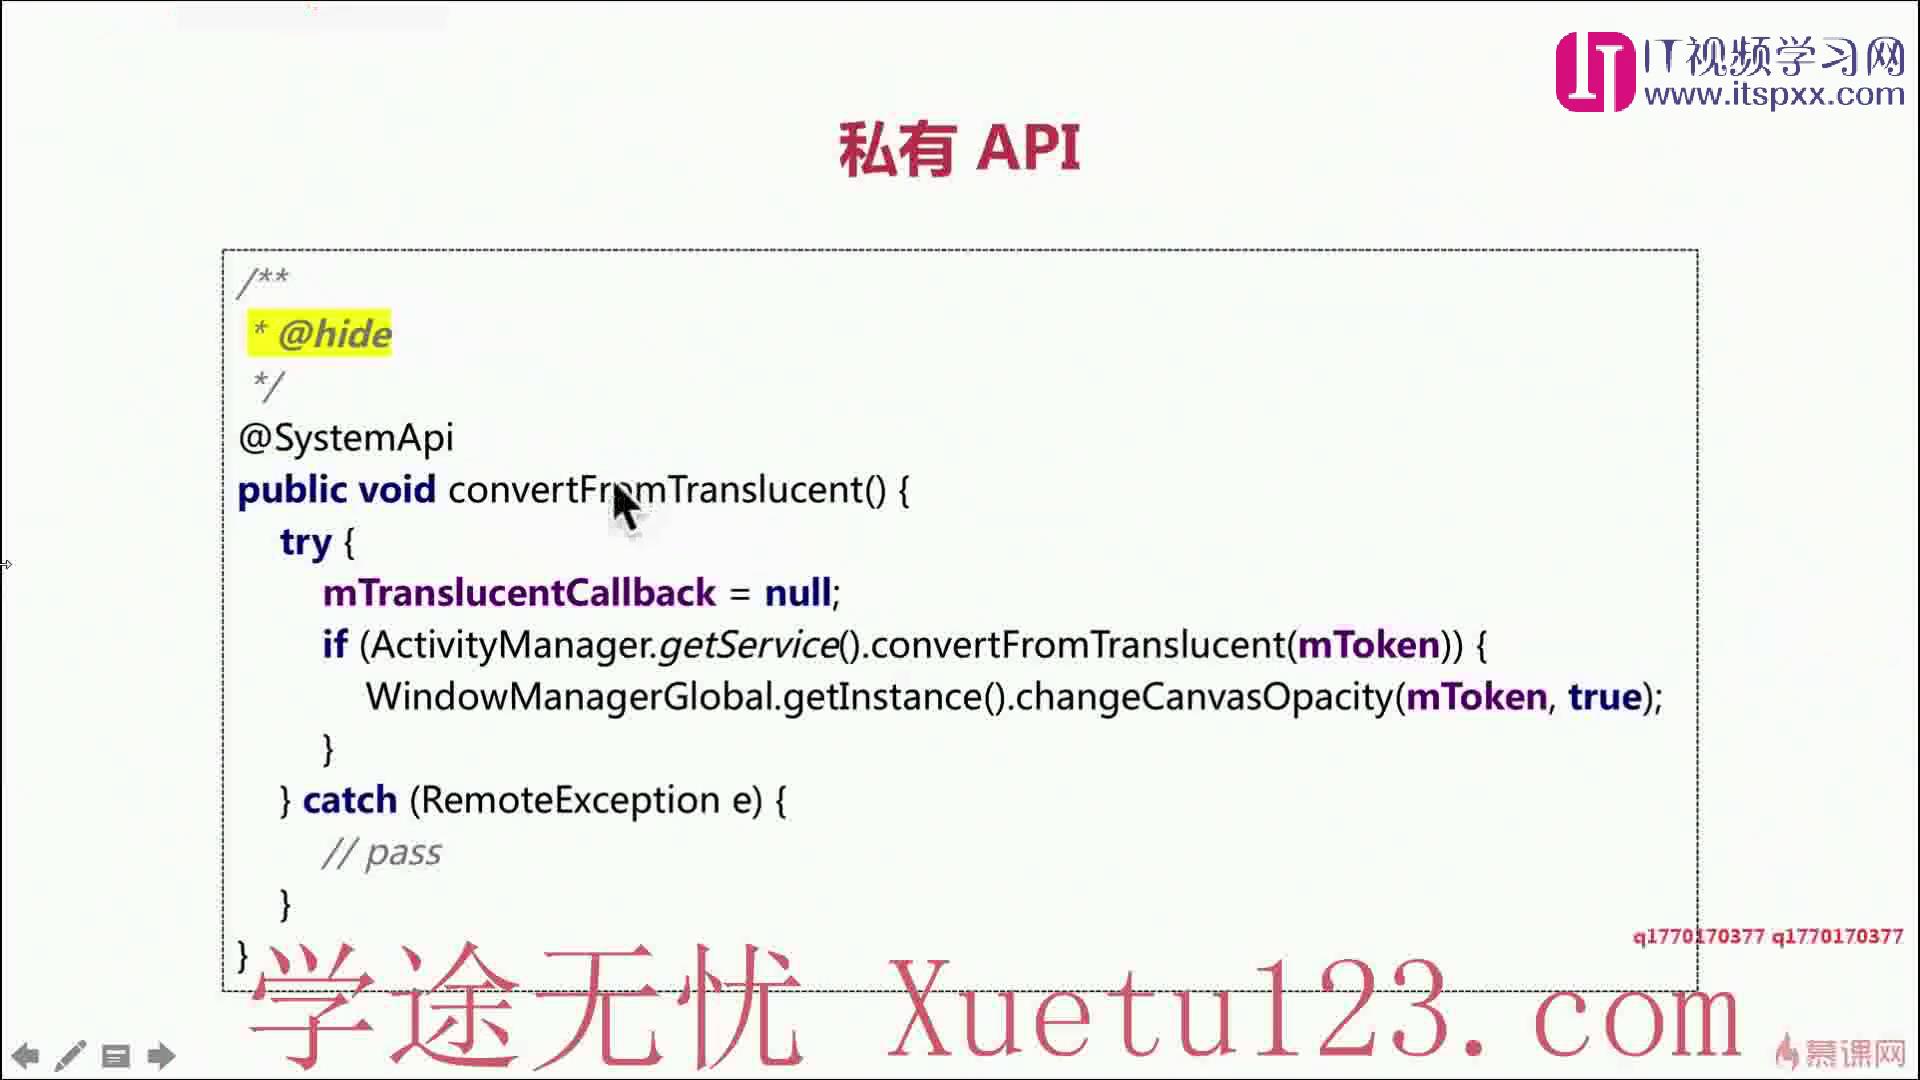 IT视频学习网
www.itspxx.com
私有 API
/**
* @hide
*/
@SystemApi
public void convertFromTranslucent() {
try {
mTranslucentCallback = null;
if (ActivityManager.getService().convertFromTranslucent(mToken)) {
WindowManagerGlobal.getInstance().changeCanvasOpacity(mToken, true);
}
} catch (RemoteException e) {
// pass
}
}
q1770170377 q1770170377
学途无忧 Xuetu123.com
慕课网